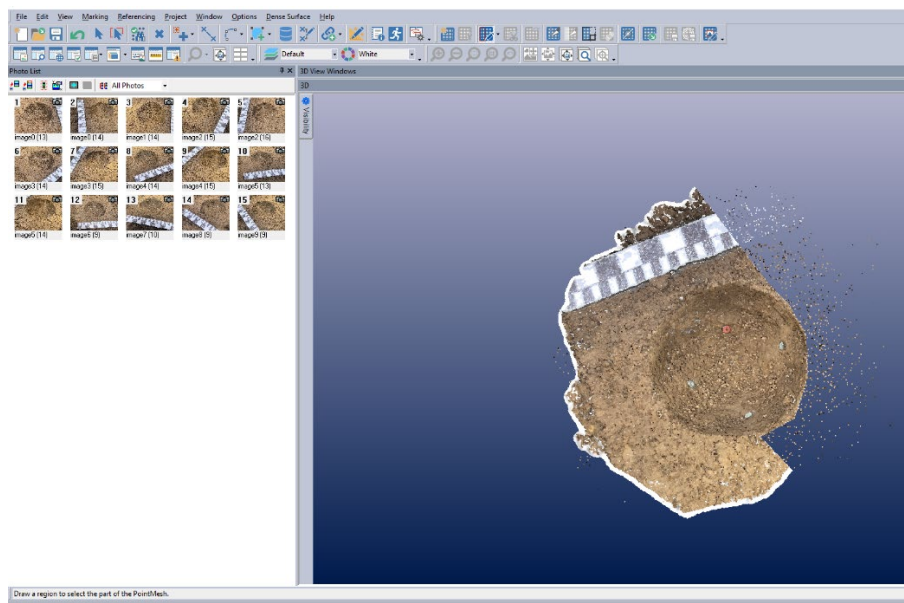 File Edit View Marking Referencing Project Window Options Dense Surface Help
Default White
Photo List
3D View Windows
All Photos
3D
Visibility
1 2 3 4 5
image0 (13) image0 (14) image1 (14) image2 (15) image2 (16)
6 7 8 9 10
image3 (14) image3 (15) image4 (14) image4 (15) image5 (13)
11 12 13 14 15
image5 (14) image6 (9) image7 (10) image8 (9) image9 (9)
Draw a region to select the part of the PointMesh.